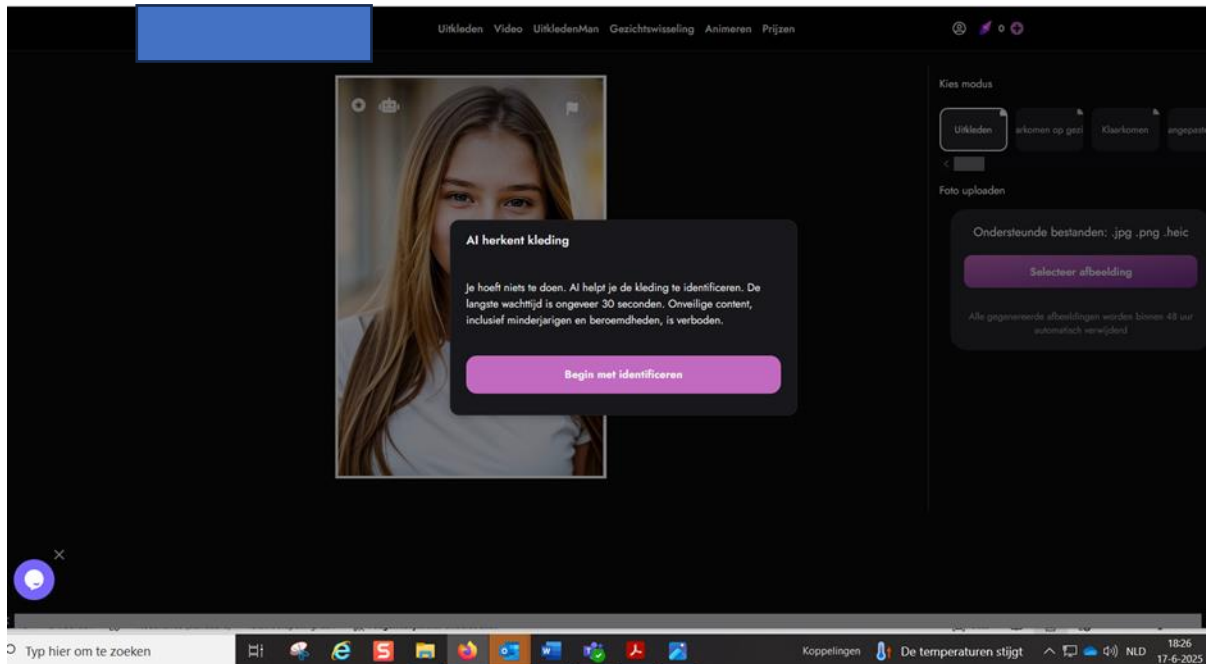 Uitkleden Video UitkledenMan Gezichtswisseling Animeren Prijzen
0
Kies modus
Uitkleden
Klaarkomen
Foto uploaden
Ondersteunde bestanden: .jpg .png .heic
Selecteer afbeelding
Alle gegenereerde afbeeldingen worden binnen 48 uur
automatisch verwijderd
AI herkent kleding
Je hoeft niets te doen. AI helpt je de kleding te identificeren. De
langste wachttijd is ongeveer 30 seconden. Onveilige content,
inclusief minderjarigen en beroemdheden, is verboden.
Begin met identificeren
Typ hier om te zoeken
Koppelingen
De temperaturen stijgt
NLD
18:26
17-6-2025